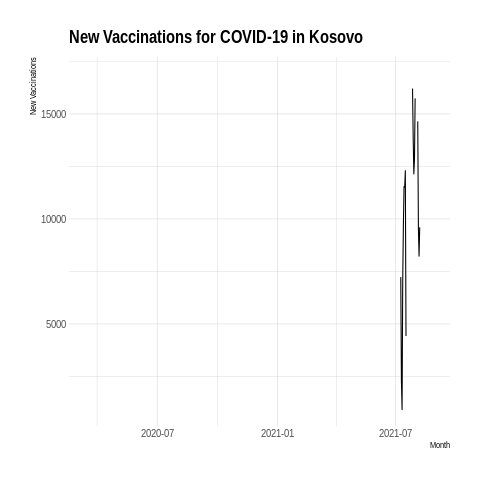 New Vaccinations for COVID-19 in Kosovo
New Vaccinations
15000
10000
5000
2020-07
2021-01
2021-07
Month